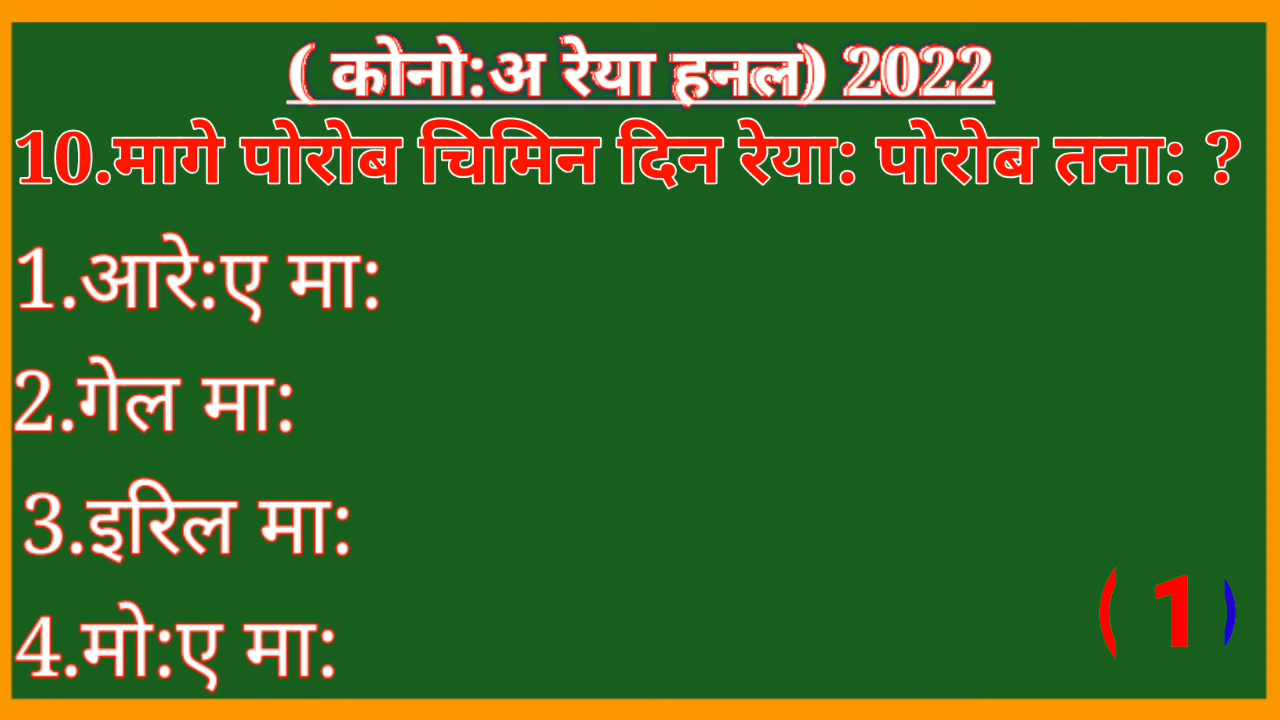 ( कोनो:अ रेया हनल) 2022
10.मागे पोरोब चिमिन दिन रेया: पोरोब तना: ?
1.आरे:ए मा:
2.गेल मा:
3.इरिल मा:
4.मो:ए मा:
( 1 )